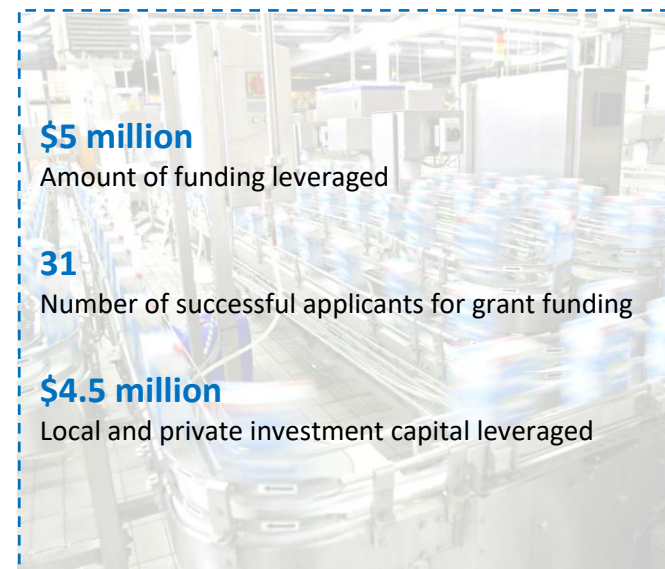 $5 million
Amount of funding leveraged
31
Number of successful applicants for grant funding
$4.5 million
Local and private investment capital leveraged